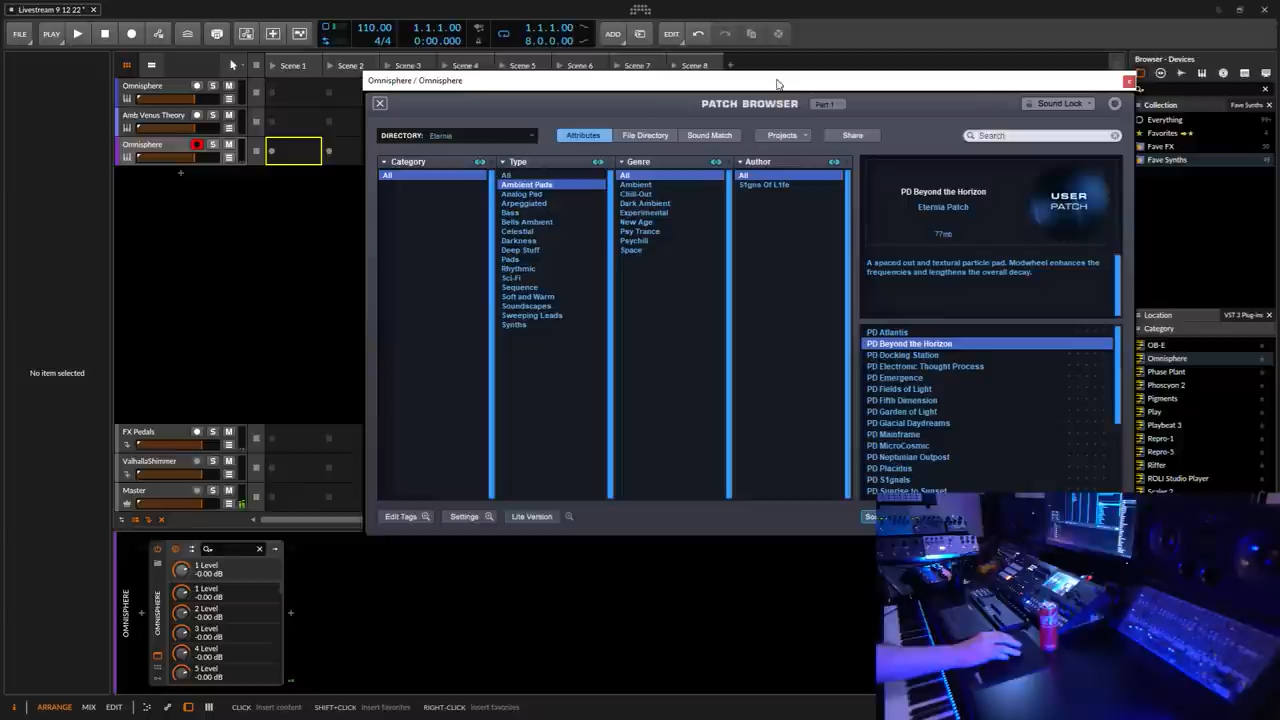 Livestream 9 12 22* ×
FILE PLAY 110.00 4/4 1.1.1.00 0:00.000 1.1.1.00 8.0.0.00 ADD EDIT
Scene 1 Scene 2 Scene 3 Scene 4 Scene 5 Scene 6 Scene 7 Scene 8 +
Omnisphere S M
Amb Venus Theory S M
Omnisphere S M
No item selected
FX Pedals S M
ValhallaShimmer S M
Master S M
Omnisphere / Omnisphere
PATCH BROWSER Part 1 Sound Lock
DIRECTORY: Eternia Attributes File Directory Sound Match Projects Share Search
Category Type Genre Author
All
All
Ambient Pads
Analog Pad
Arpeggiated
Bass
Bells Ambient
Celestial
Darkness
Deep Stuff
Pads
Rhythmic
Sci-Fi
Sequence
Soft and Warm
Soundscapes
Sweeping Leads
Synths
All
Ambient
Chill-Out
Dark Ambient
Experimental
New Age
Psy Trance
Psychill
Space
All
S1gns Of L1fe
PD Beyond the Horizon
Eternia Patch
77mb
USER
PATCH
A spaced out and textural particle pad. Modwheel enhances the
frequencies and lengthens the overall decay.
PD Atlantis
PD Beyond the Horizon
PD Docking Station
PD Electronic Thought Process
PD Emergence
PD Fields of Light
PD Fifth Dimension
PD Garden of Light
PD Glacial Daydreams
PD Mainframe
PD MicroCosmic
PD Neptunian Outpost
PD Placidus
PD S1gnals
PD Sunrise to Sunset
Edit Tags Settings Lite Version
Browser - Devices
Collection Fave Synths
Everything 99+
Favorites
Fave FX 50
Fave Synths
Location VST 3 Plug-ins
Category
OB-E
Omnisphere
Phase Plant
Phoscyon 2
Pigments
Play
Playbeat 3
Repro-1
Repro-5
Riffer
ROLI Studio Player
Scaler 2
OMNISPHERE
OMNISPHERE
1 Level
-0.00 dB
1 Level
-0.00 dB
2 Level
-0.00 dB
3 Level
-0.00 dB
4 Level
-0.00 dB
5 Level
-0.00 dB
ARRANGE MIX EDIT CLICK Insert content SHIFT+CLICK Insert favorites RIGHT-CLICK Insert favorites